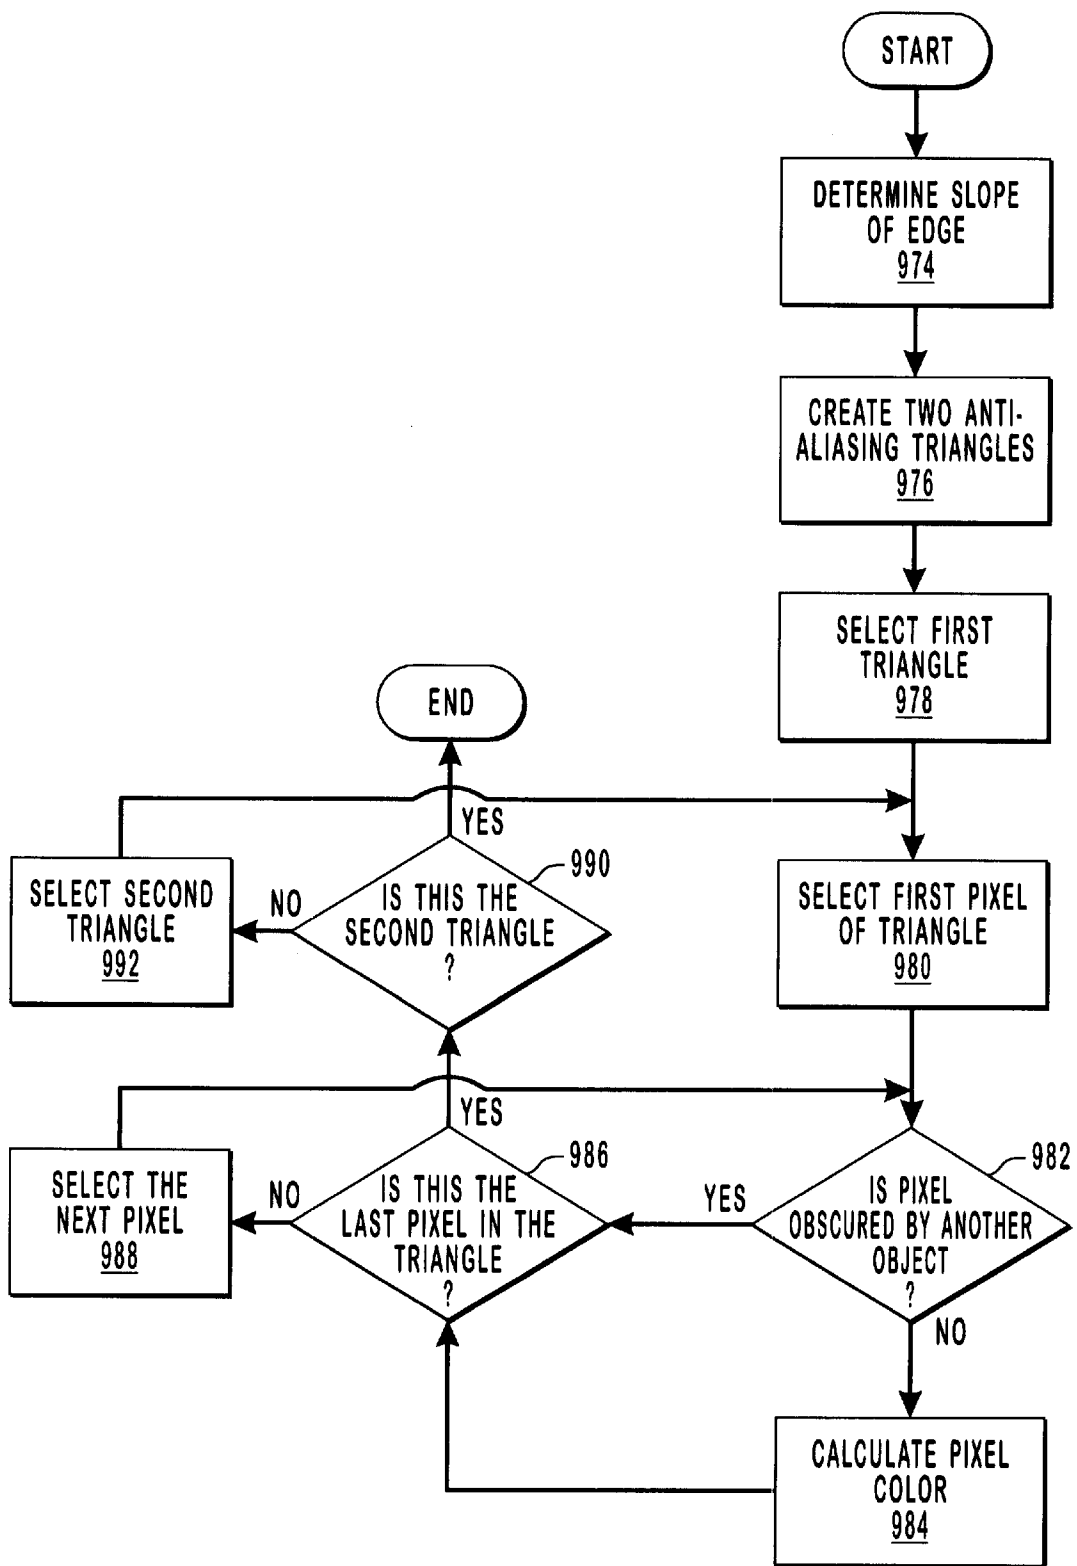 START
DETERMINE SLOPE
OF EDGE
974
CREATE TWO ANTI-
ALIASING TRIANGLES
976
SELECT FIRST
TRIANGLE
978
END
YES
990
IS THIS THE
SECOND TRIANGLE
?
NO
SELECT SECOND
TRIANGLE
992
SELECT FIRST PIXEL
OF TRIANGLE
980
YES
986
IS THIS THE
LAST PIXEL IN THE
TRIANGLE
?
NO
SELECT THE
NEXT PIXEL
988
YES
982
IS PIXEL
OBSCURED BY ANOTHER
OBJECT
?
NO
CALCULATE PIXEL
COLOR
984